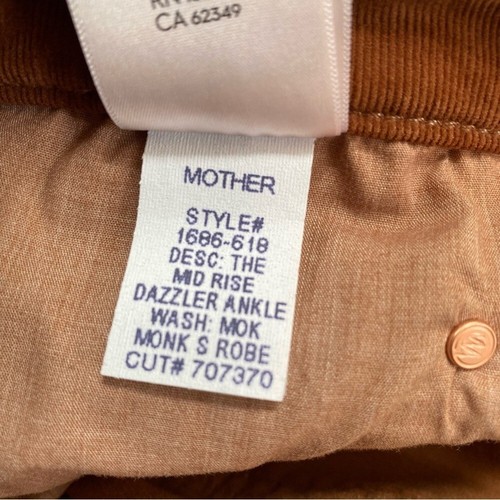 CA 62349
MOTHER
STYLE#
1686-618
DESC: THE
MID RISE
DAZZLER ANKLE
WASH: MOK
MONK S ROBE
CUT# 707370